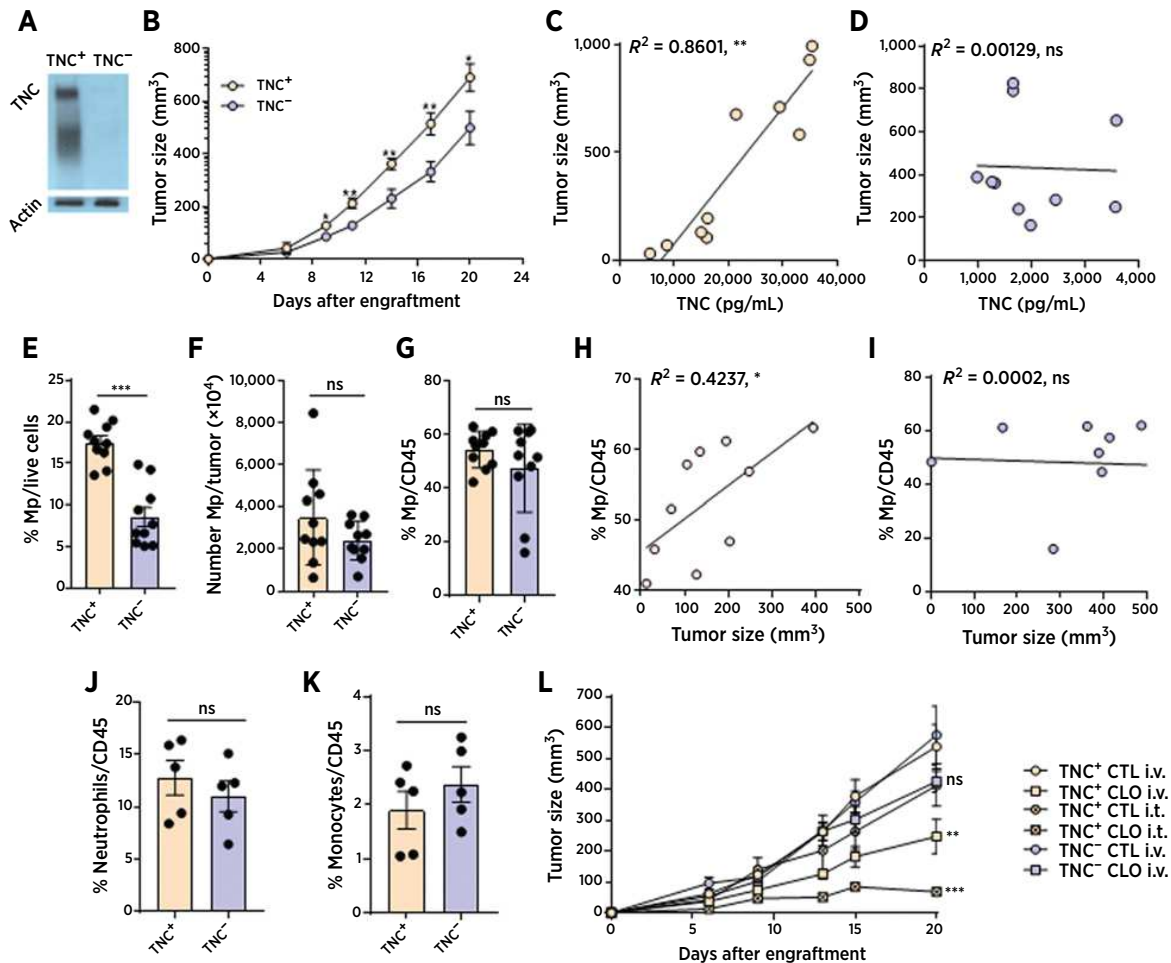 A
TNC⁺ TNC⁻
TNC
Actin
B
Tumor size (mm³)
800
600
400
200
0
*
**
**
**
*
TNC⁺
TNC⁻
0 4 8 12 16 20 24
Days after engraftment
C
R² = 0.8601, **
Tumor size (mm³)
1,000
500
0
0 10,000 20,000 30,000 40,000
TNC (pg/mL)
D
R² = 0.00129, ns
Tumor size (mm³)
1,000
800
600
400
200
0
0 1,000 2,000 3,000 4,000
TNC (pg/mL)
E
% Mp/live cells
25
20
15
10
5
0
***
TNC⁺ TNC⁻
F
Number Mp/tumor (×10⁴)
10,000
8,000
6,000
4,000
2,000
0
ns
TNC⁺ TNC⁻
G
% Mp/CD45
80
60
40
20
0
ns
TNC⁺ TNC⁻
H
R² = 0.4237, *
% Mp/CD45
70
60
50
40
0 100 200 300 400 500
Tumor size (mm³)
I
R² = 0.0002, ns
% Mp/CD45
80
60
40
20
0
0 100 200 300 400 500
Tumor size (mm³)
J
% Neutrophils/CD45
20
15
10
5
0
ns
TNC⁺ TNC⁻
K
% Monocytes/CD45
4
3
2
1
0
ns
TNC⁺ TNC⁻
L
Tumor size (mm³)
700
600
500
400
300
200
100
0
ns
**
***
0 5 10 15 20
Days after engraftment
TNC⁺ CTL i.v.
TNC⁺ CLO i.v.
TNC⁺ CTL i.t.
TNC⁺ CLO i.t.
TNC⁻ CTL i.v.
TNC⁻ CLO i.v.